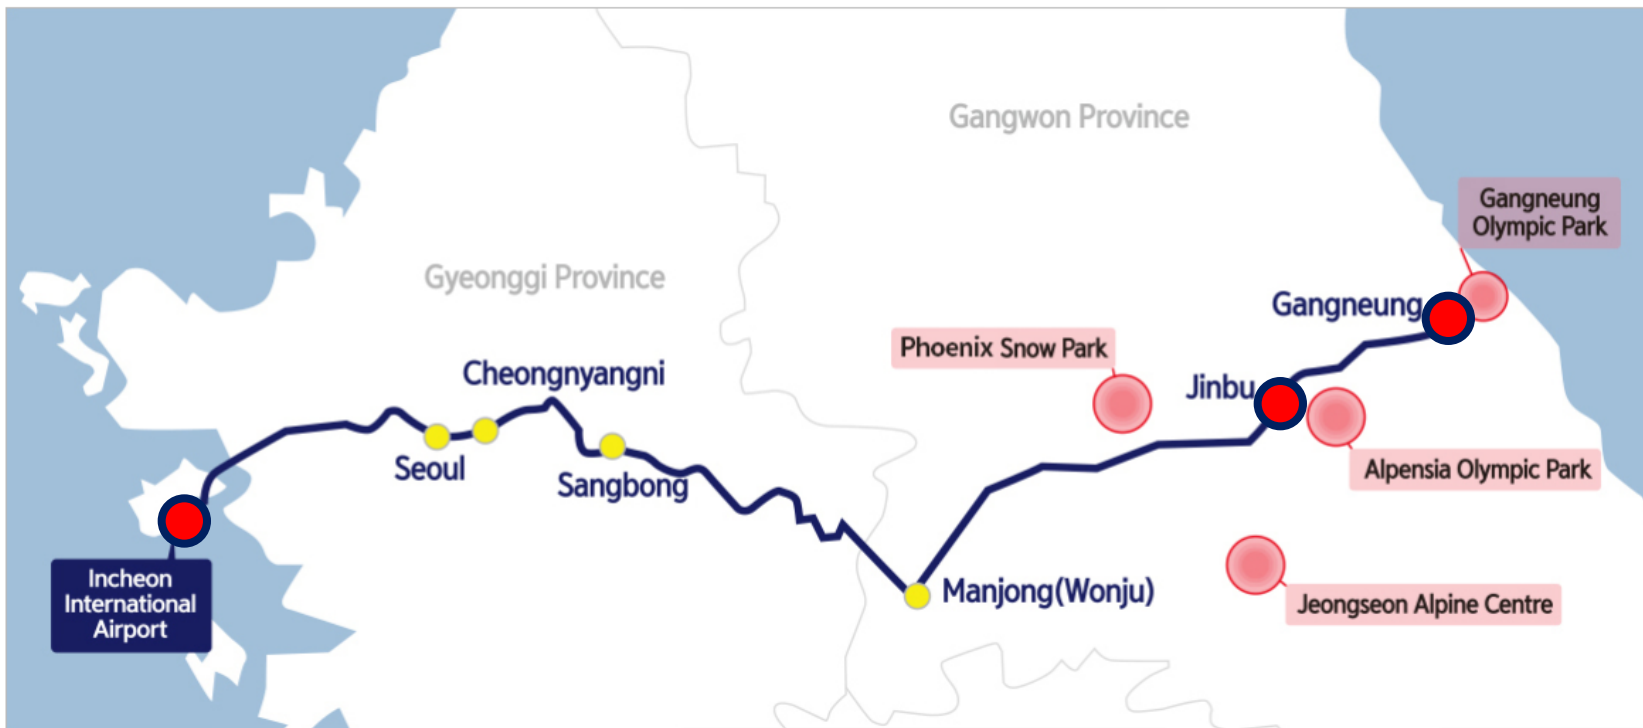 Gangwon Province
Gangneung
Olympic Park
Gyeonggi Province
Gangneung
Phoenix Snow Park
Cheongnyangni
Jinbu
Seoul
Sangbong
Alpensia Olympic Park
Incheon
International
Airport
Manjong(Wonju)
Jeongseon Alpine Centre